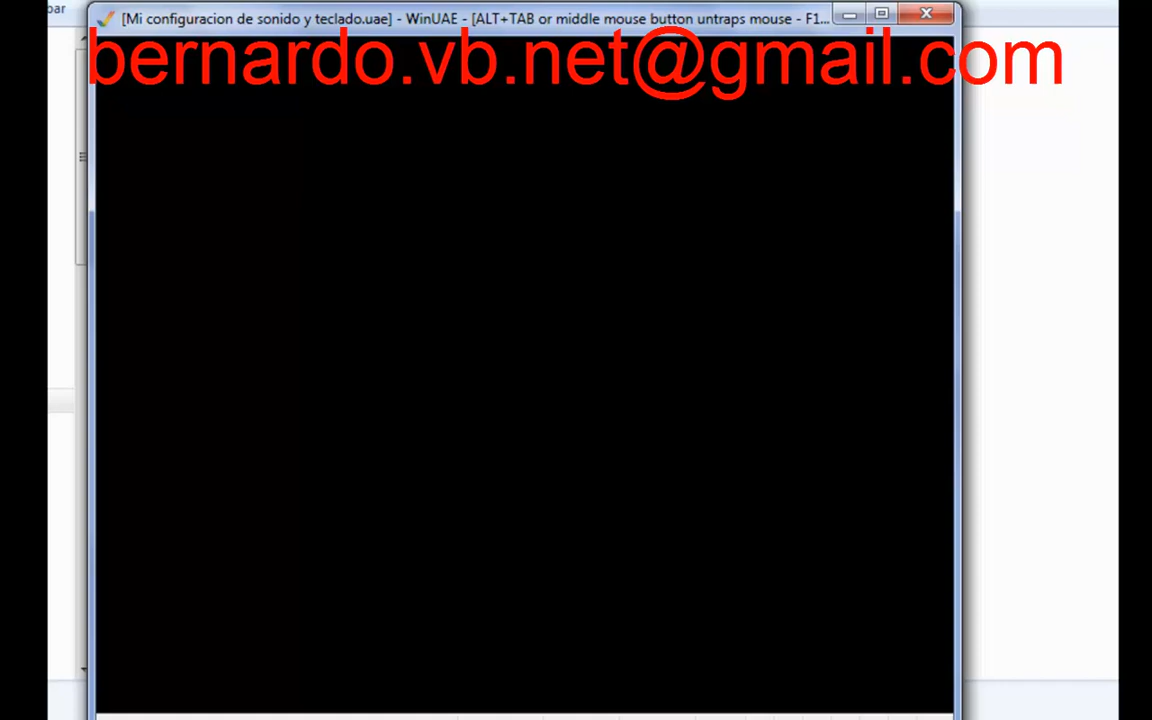 bar
[Mi configuracion de sonido y teclado.uae] - WinUAE - [ALT+TAB or middle mouse button untraps mouse - F1...
bernardo.vb.net@gmail.com